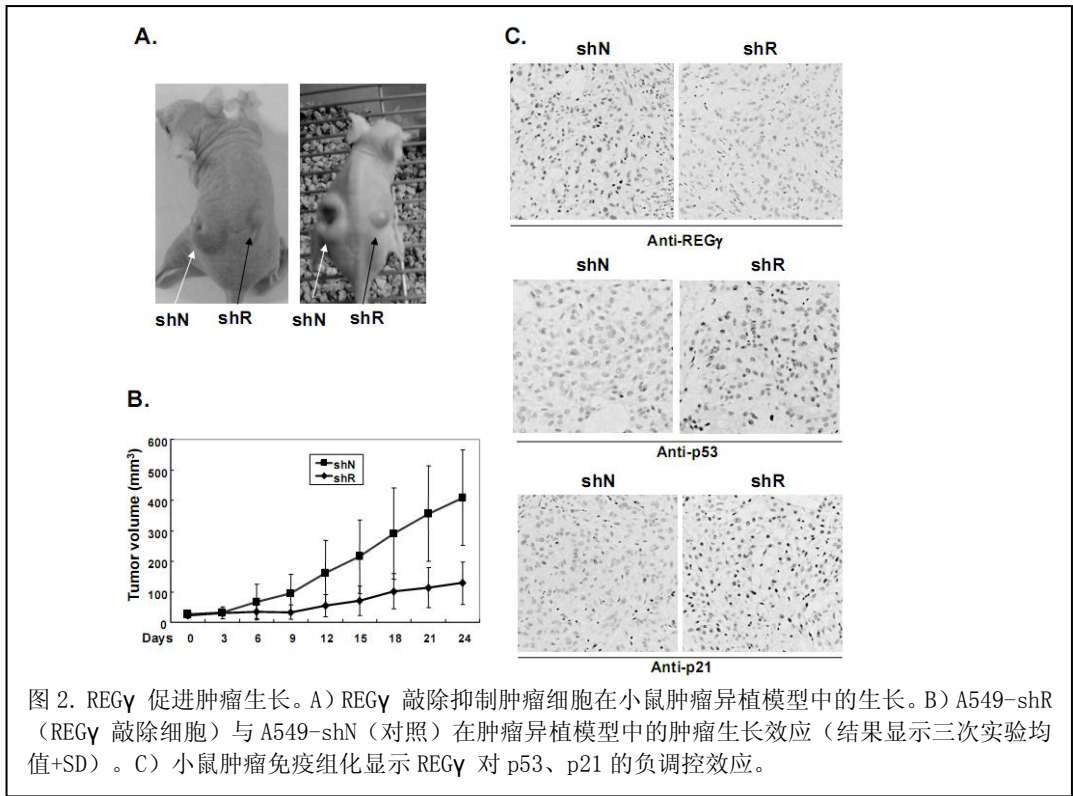 A.
shN shR shN shR
B.
Tumor volume (mm³)
600
500
400
300
200
100
0
shN
shR
Days 0 3 6 9 12 15 18 21 24
C.
shN shR
Anti-REGγ
shN shR
Anti-p53
shN shR
Anti-p21
图 2. REGγ 促进肿瘤生长。A）REGγ 敲除抑制肿瘤细胞在小鼠肿瘤异植模型中的生长。B）A549-shR
（REGγ 敲除细胞）与 A549-shN（对照）在肿瘤异植模型中的肿瘤生长效应（结果显示三次实验均
值+SD）。C）小鼠肿瘤免疫组化显示 REGγ 对 p53、p21 的负调控效应。